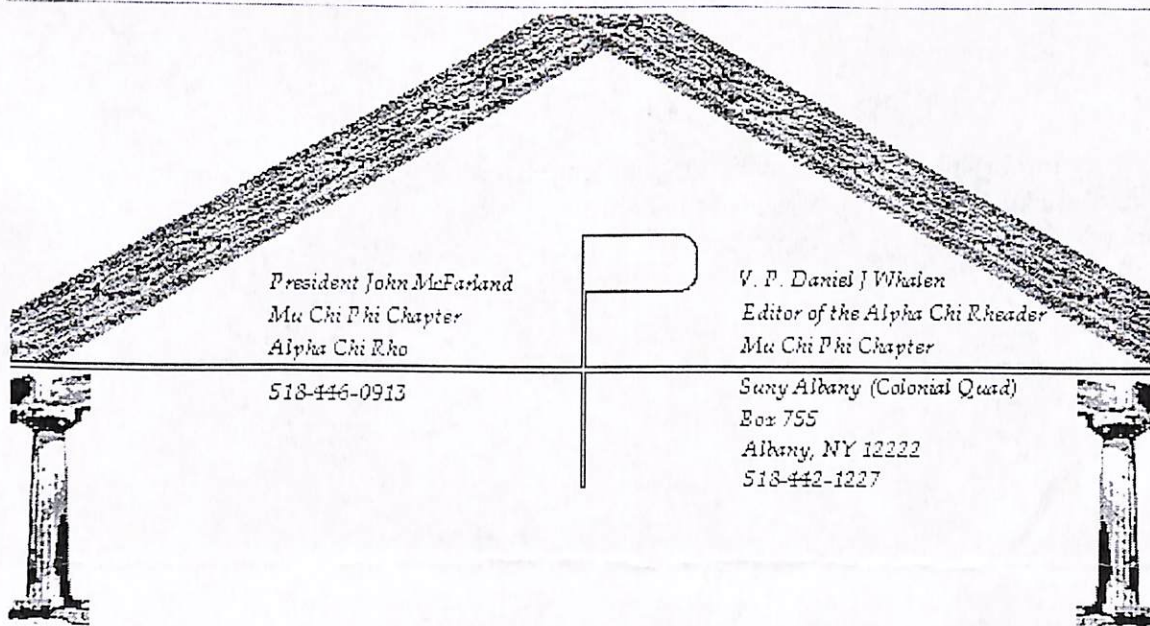 President John McFarland
Mu Chi Phi Chapter
Alpha Chi Rho
518-446-0913
V. P. Daniel J Whalen
Editor of the Alpha Chi Rheader
Mu Chi Phi Chapter
Suny Albany (Colonial Quad)
Box 755
Albany, NY 12222
518-442-1227